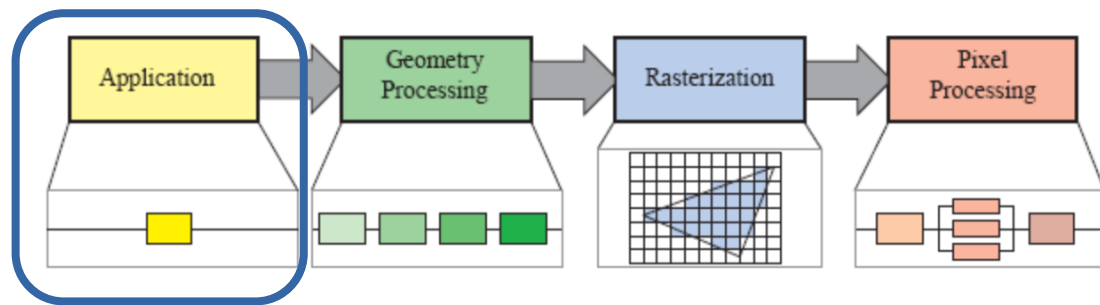 Application
Geometry
Processing
Rasterization
Pixel
Processing